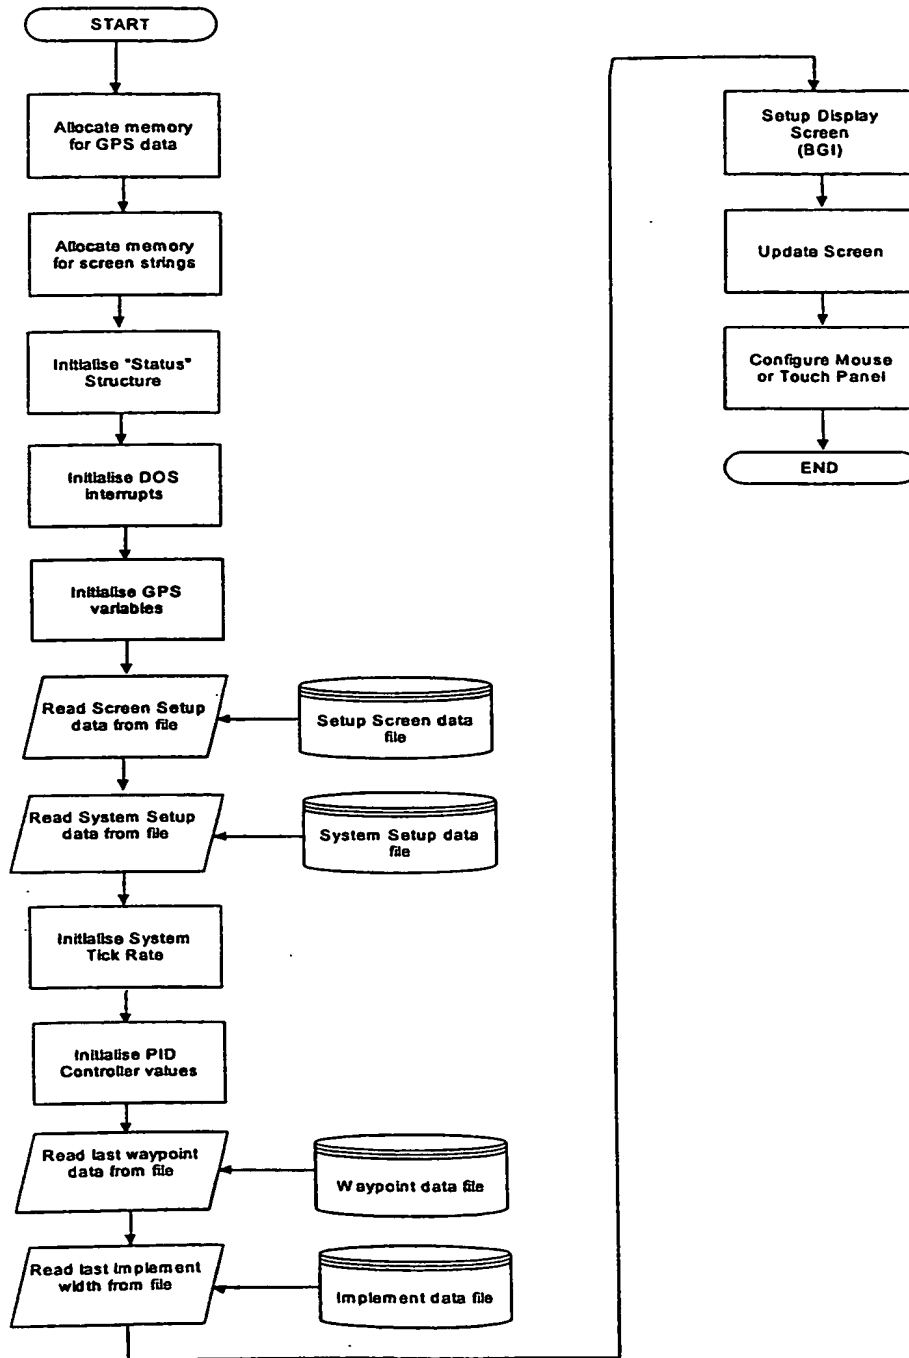 START
Allocate memory
for GPS data
Allocate memory
for screen strings
Initialise "Status"
Structure
Initialise DOS
interrupts
Initialise GPS
variables
Read Screen Setup
data from file
Setup Screen data
file
Read System Setup
data from file
System Setup data
file
Initialise System
Tick Rate
Initialise PID
Controller values
Read last waypoint
data from file
Waypoint data file
Read last Implement
width from file
Implement data file
Setup Display
Screen
(BGI)
Update Screen
Configure Mouse
or Touch Panel
END